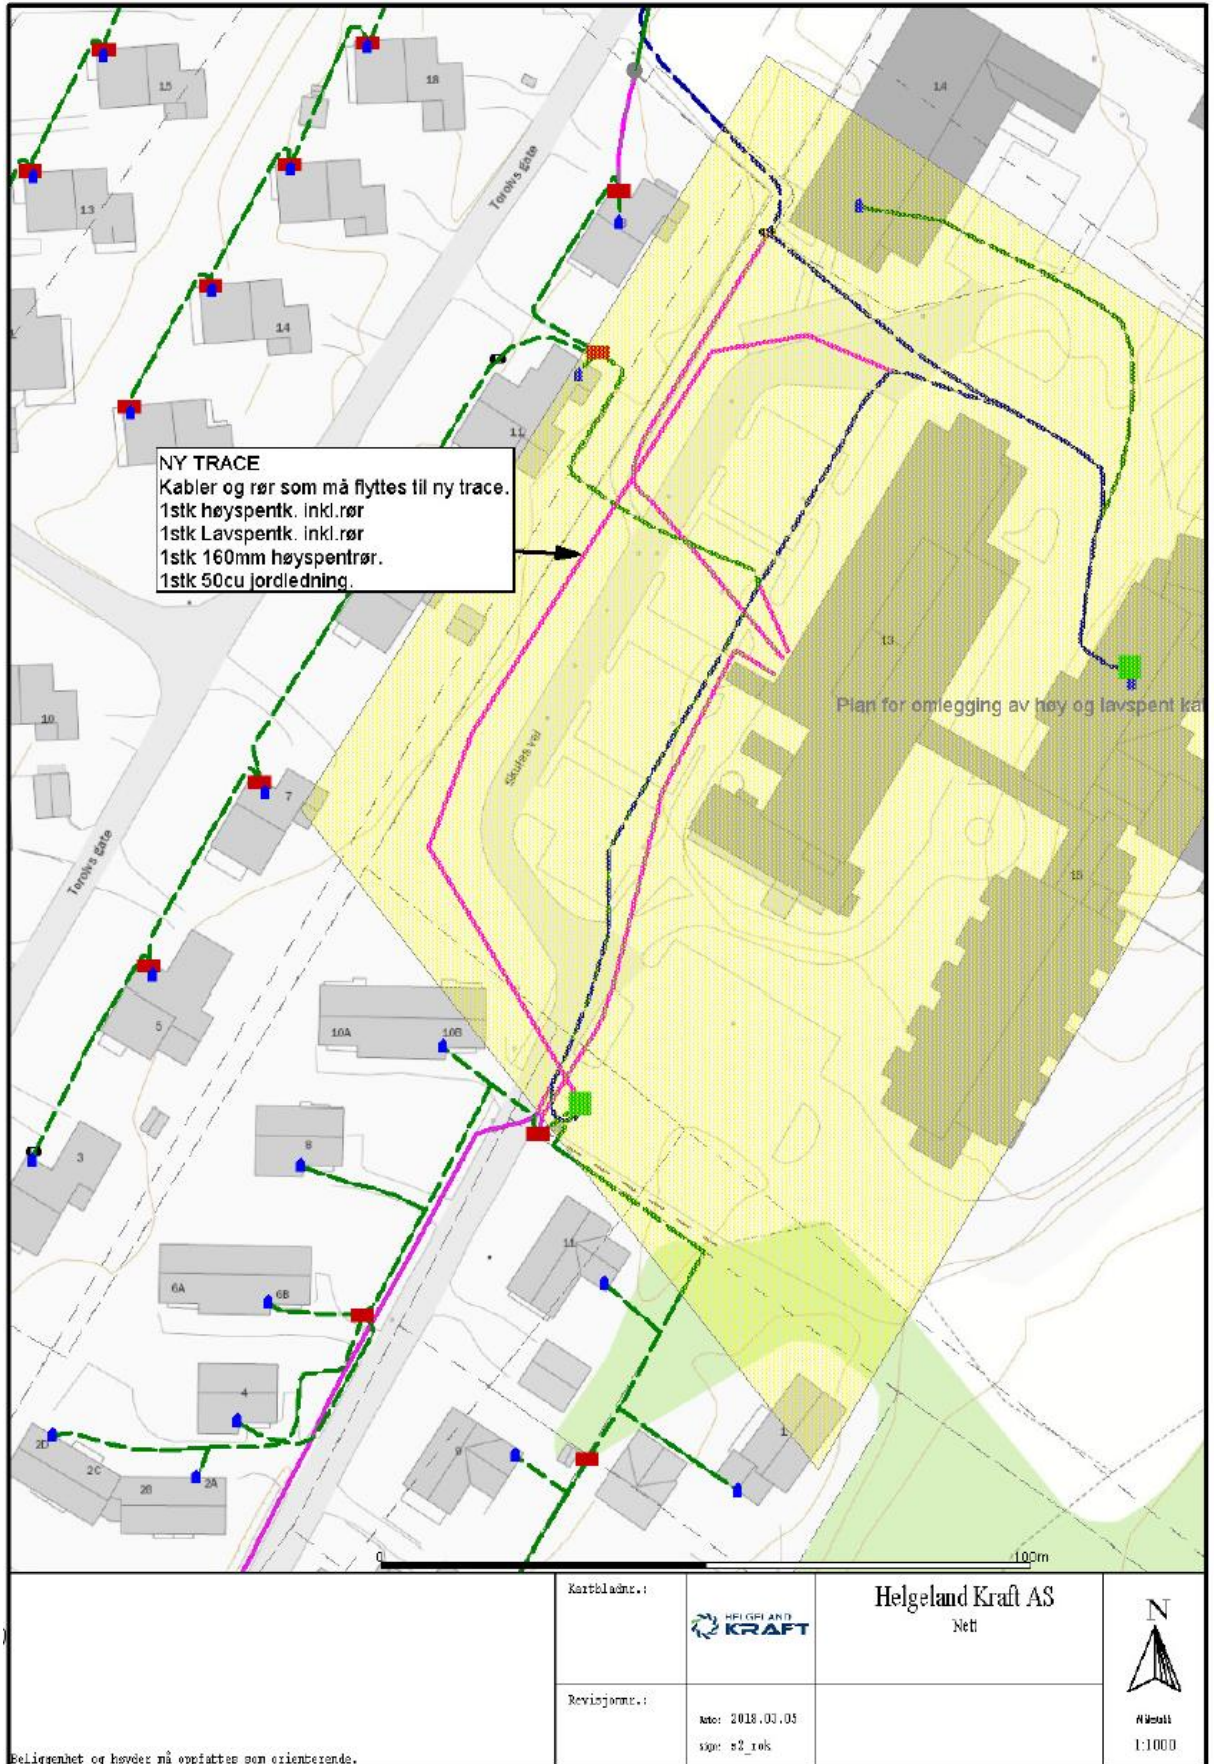 15
18
14
13
Torolvs gate
14
11
NY TRACE
Kabler og rør som må flyttes til ny trace.
1stk høyspentk. inkl.rør
1stk Lavspentk. inkl.rør
1stk 160mm høyspentrør.
1stk 50cu jordledning.
13
10
Plan for omlegging av høy og lavspent ka
Skulea vei
7
Torolvs gate
15
5
10A
10B
8
3
11
6A
6B
4
2D
2C
2B
2A
9
1
0
100m
Kartbladnr.:
HELGELAND
KRAFT
Helgeland Kraft AS
Nett
N
Revisjonnr.:
Dato: 2018.03.05
sign: s2_rok
Målestokk
1:1000
Beliggenhet og høyder må oppfattes som orienterende.